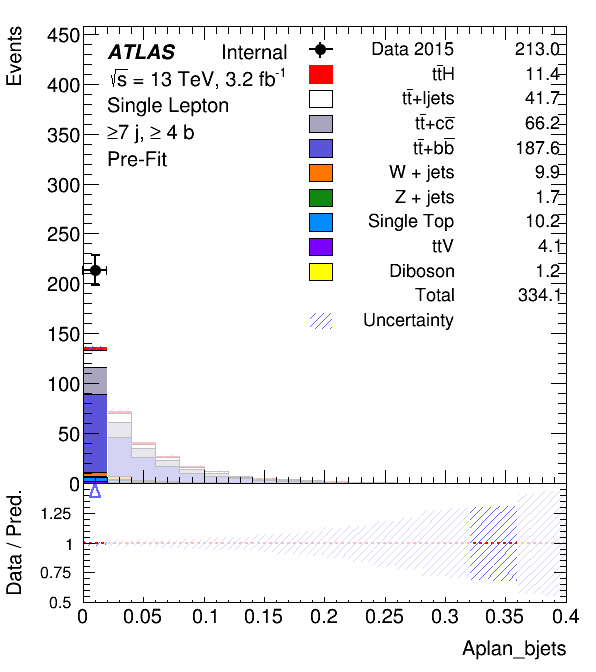 Events
ATLAS Internal
√s = 13 TeV, 3.2 fb⁻¹
Single Lepton
≥7 j, ≥ 4 b
Pre-Fit
Data 2015 213.0
tt̄H 11.4
tt̄+ljets 41.7
tt̄+cc̄ 66.2
tt̄+bb̄ 187.6
W + jets 9.9
Z + jets 1.7
Single Top 10.2
ttV 4.1
Diboson 1.2
Total 334.1
Uncertainty
450
400
350
300
250
200
150
100
50
0
Data / Pred.
1.25
1
0.75
0.5
0 0.05 0.1 0.15 0.2 0.25 0.3 0.35 0.4
Aplan_bjets